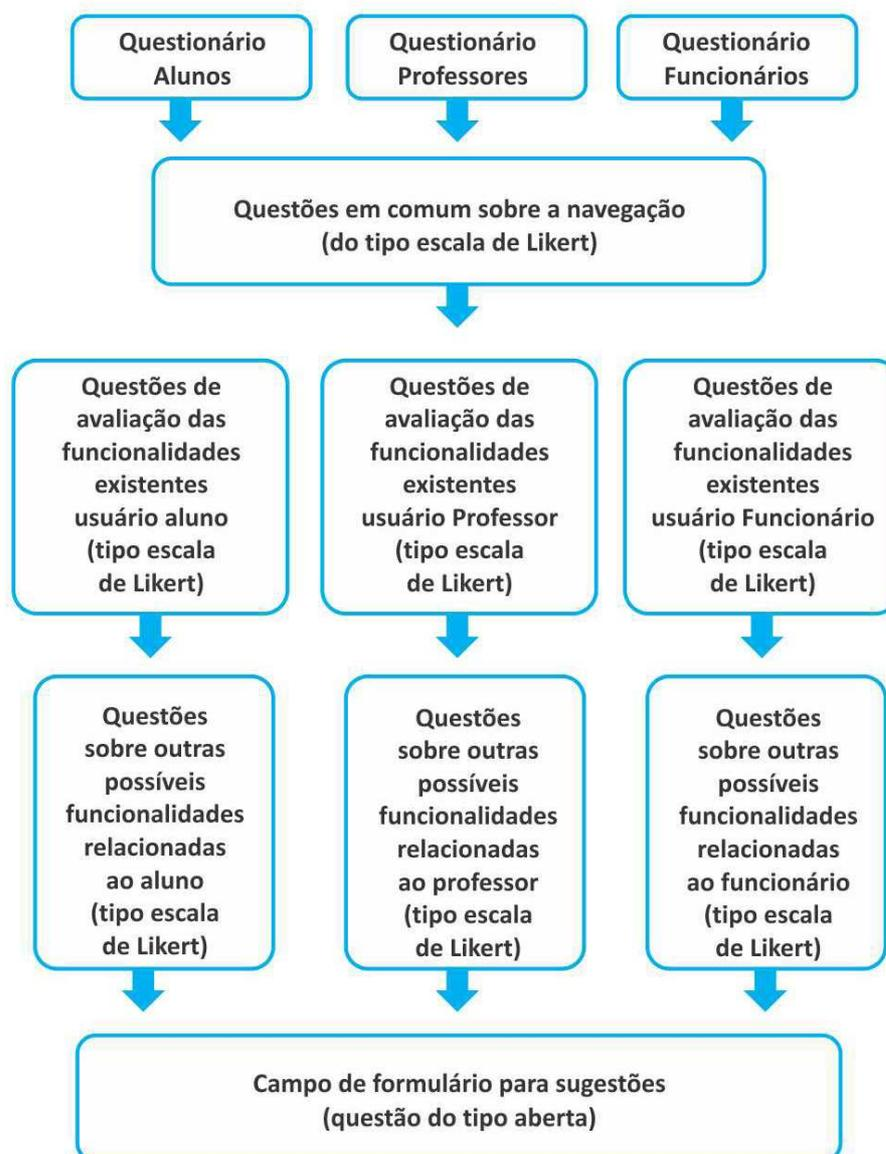 Questionário
Alunos
Questionário
Professores
Questionário
Funcionários
Questões em comum sobre a navegação
(do tipo escala de Likert)
Questões de
avaliação das
funcionalidades
existentes
usuário aluno
(tipo escala
de Likert)
Questões de
avaliação das
funcionalidades
existentes
usuário Professor
(tipo escala
de Likert)
Questões de
avaliação das
funcionalidades
existentes
usuário Funcionário
(tipo escala
de Likert)
Questões
sobre outras
possíveis
funcionalidades
relacionadas
ao aluno
(tipo escala
de Likert)
Questões
sobre outras
possíveis
funcionalidades
relacionadas
ao professor
(tipo escala
de Likert)
Questões
sobre outras
possíveis
funcionalidades
relacionadas
ao funcionário
(tipo escala
de Likert)
Campo de formulário para sugestões
(questão do tipo aberta)